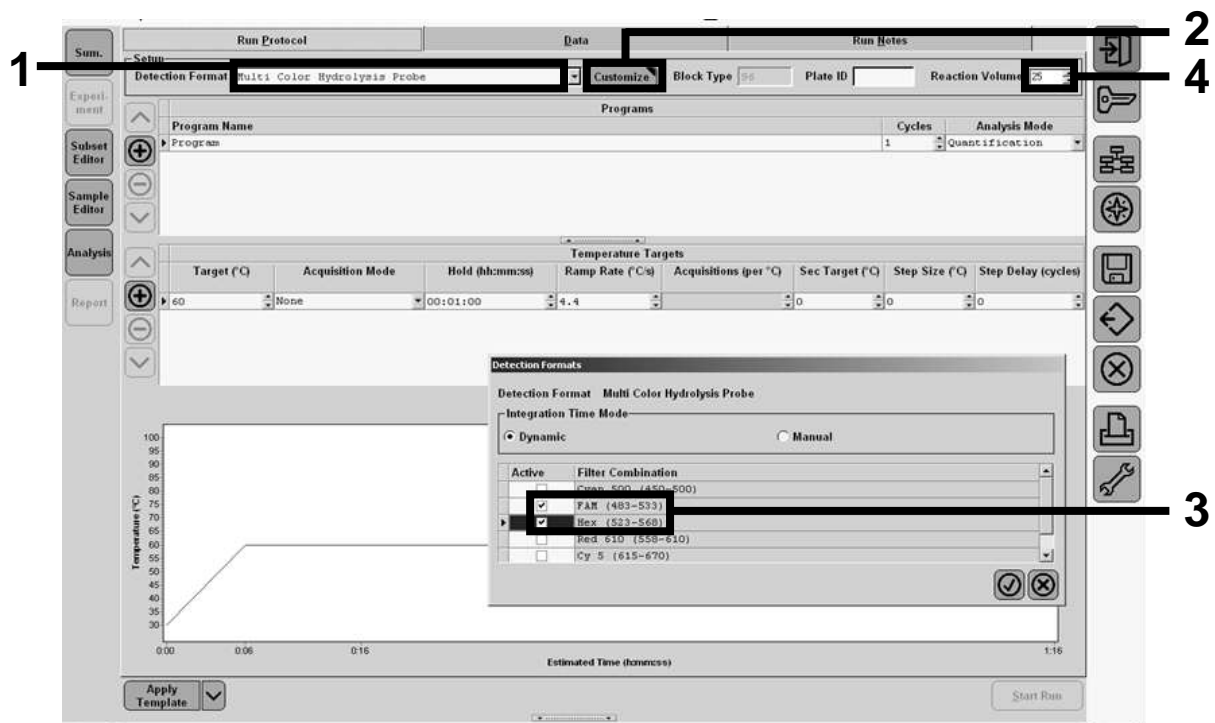 1
2
3
4
Run Protocol
Data
Run Notes
Sum.
Experi-
ment
Subset
Editor
Sample
Editor
Analysis
Report
Setup
Detection Format Multi Color Hydrolysis Probe
Customize
Block Type 96
Plate ID
Reaction Volume 25
Programs
Program Name Cycles Analysis Mode
Program 1 Quantification
Temperature Targets
Target (°C) Acquisition Mode Hold (hh:mm:ss) Ramp Rate (°C/s) Acquisitions (per °C) Sec Target (°C) Step Size (°C) Step Delay (cycles)
60 None 00:01:00 4.4 0 0 0
Detection Formats
Detection Format Multi Color Hydrolysis Probe
Integration Time Mode
Dynamic Manual
Active Filter Combination
Cyan 500 (450-500)
FAM (483-533)
Hex (523-568)
Red 610 (558-610)
Cy 5 (615-670)
Temperature (°C)
100
95
90
85
80
75
70
65
60
55
50
45
40
35
30
0:00 0:06 0:16 1:16
Estimated Time (h:mm:ss)
Apply
Template
Start Run